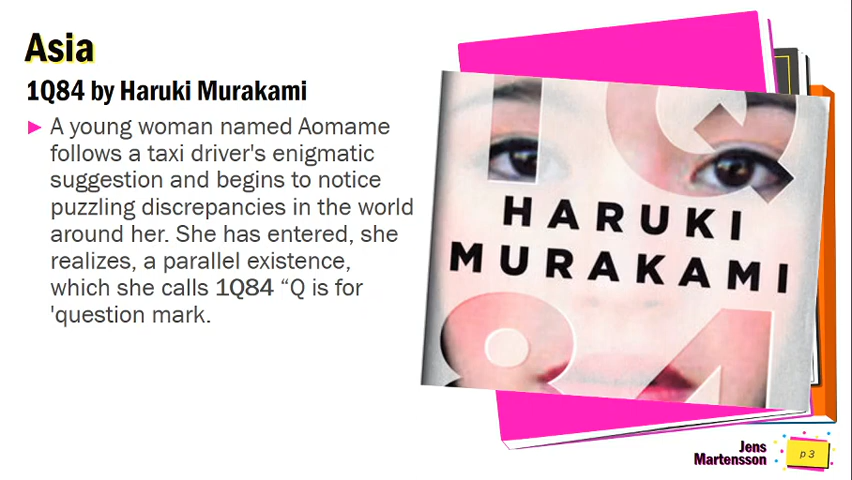 Asia
1Q84 by Haruki Murakami
► A young woman named Aomame
follows a taxi driver's enigmatic
suggestion and begins to notice
puzzling discrepancies in the world
around her. She has entered, she
realizes, a parallel existence,
which she calls 1Q84 “Q is for
'question mark.
1Q
HARUKI
MURAKAMI
84
Jens
Martensson
p 3